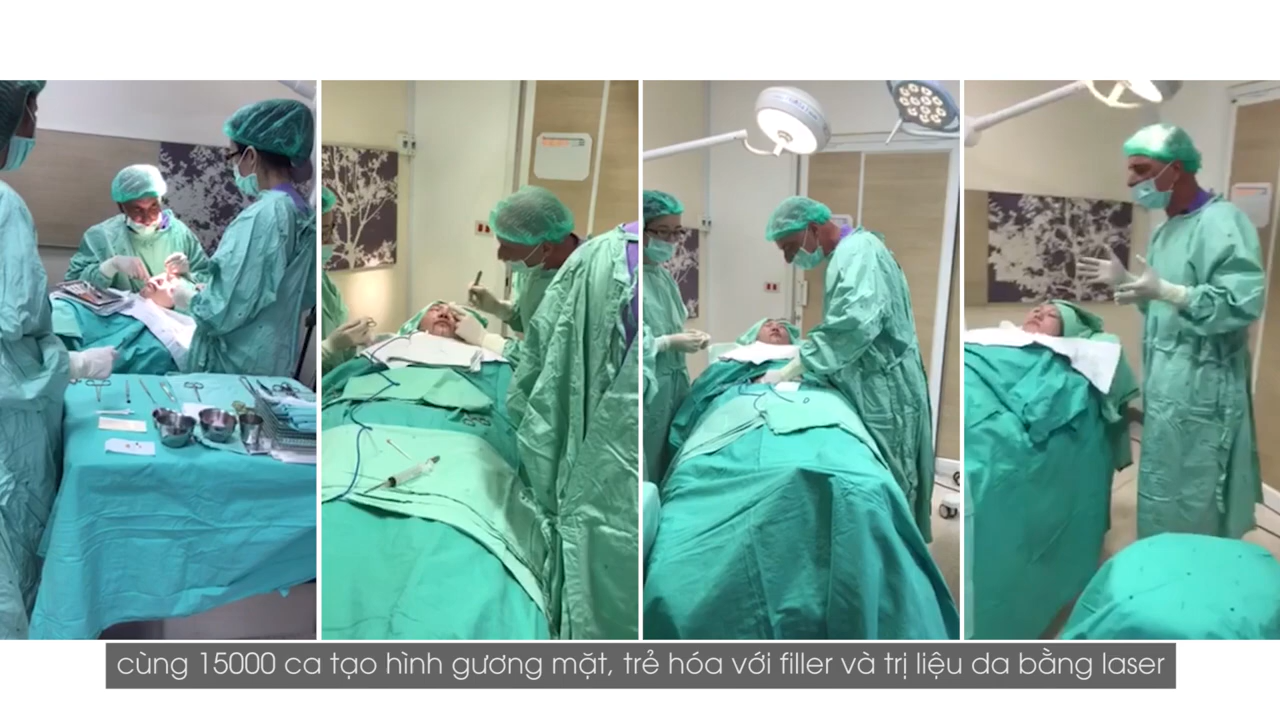 cùng 15000 ca tạo hình gương mặt, trẻ hóa với filler và trị liệu da bằng laser